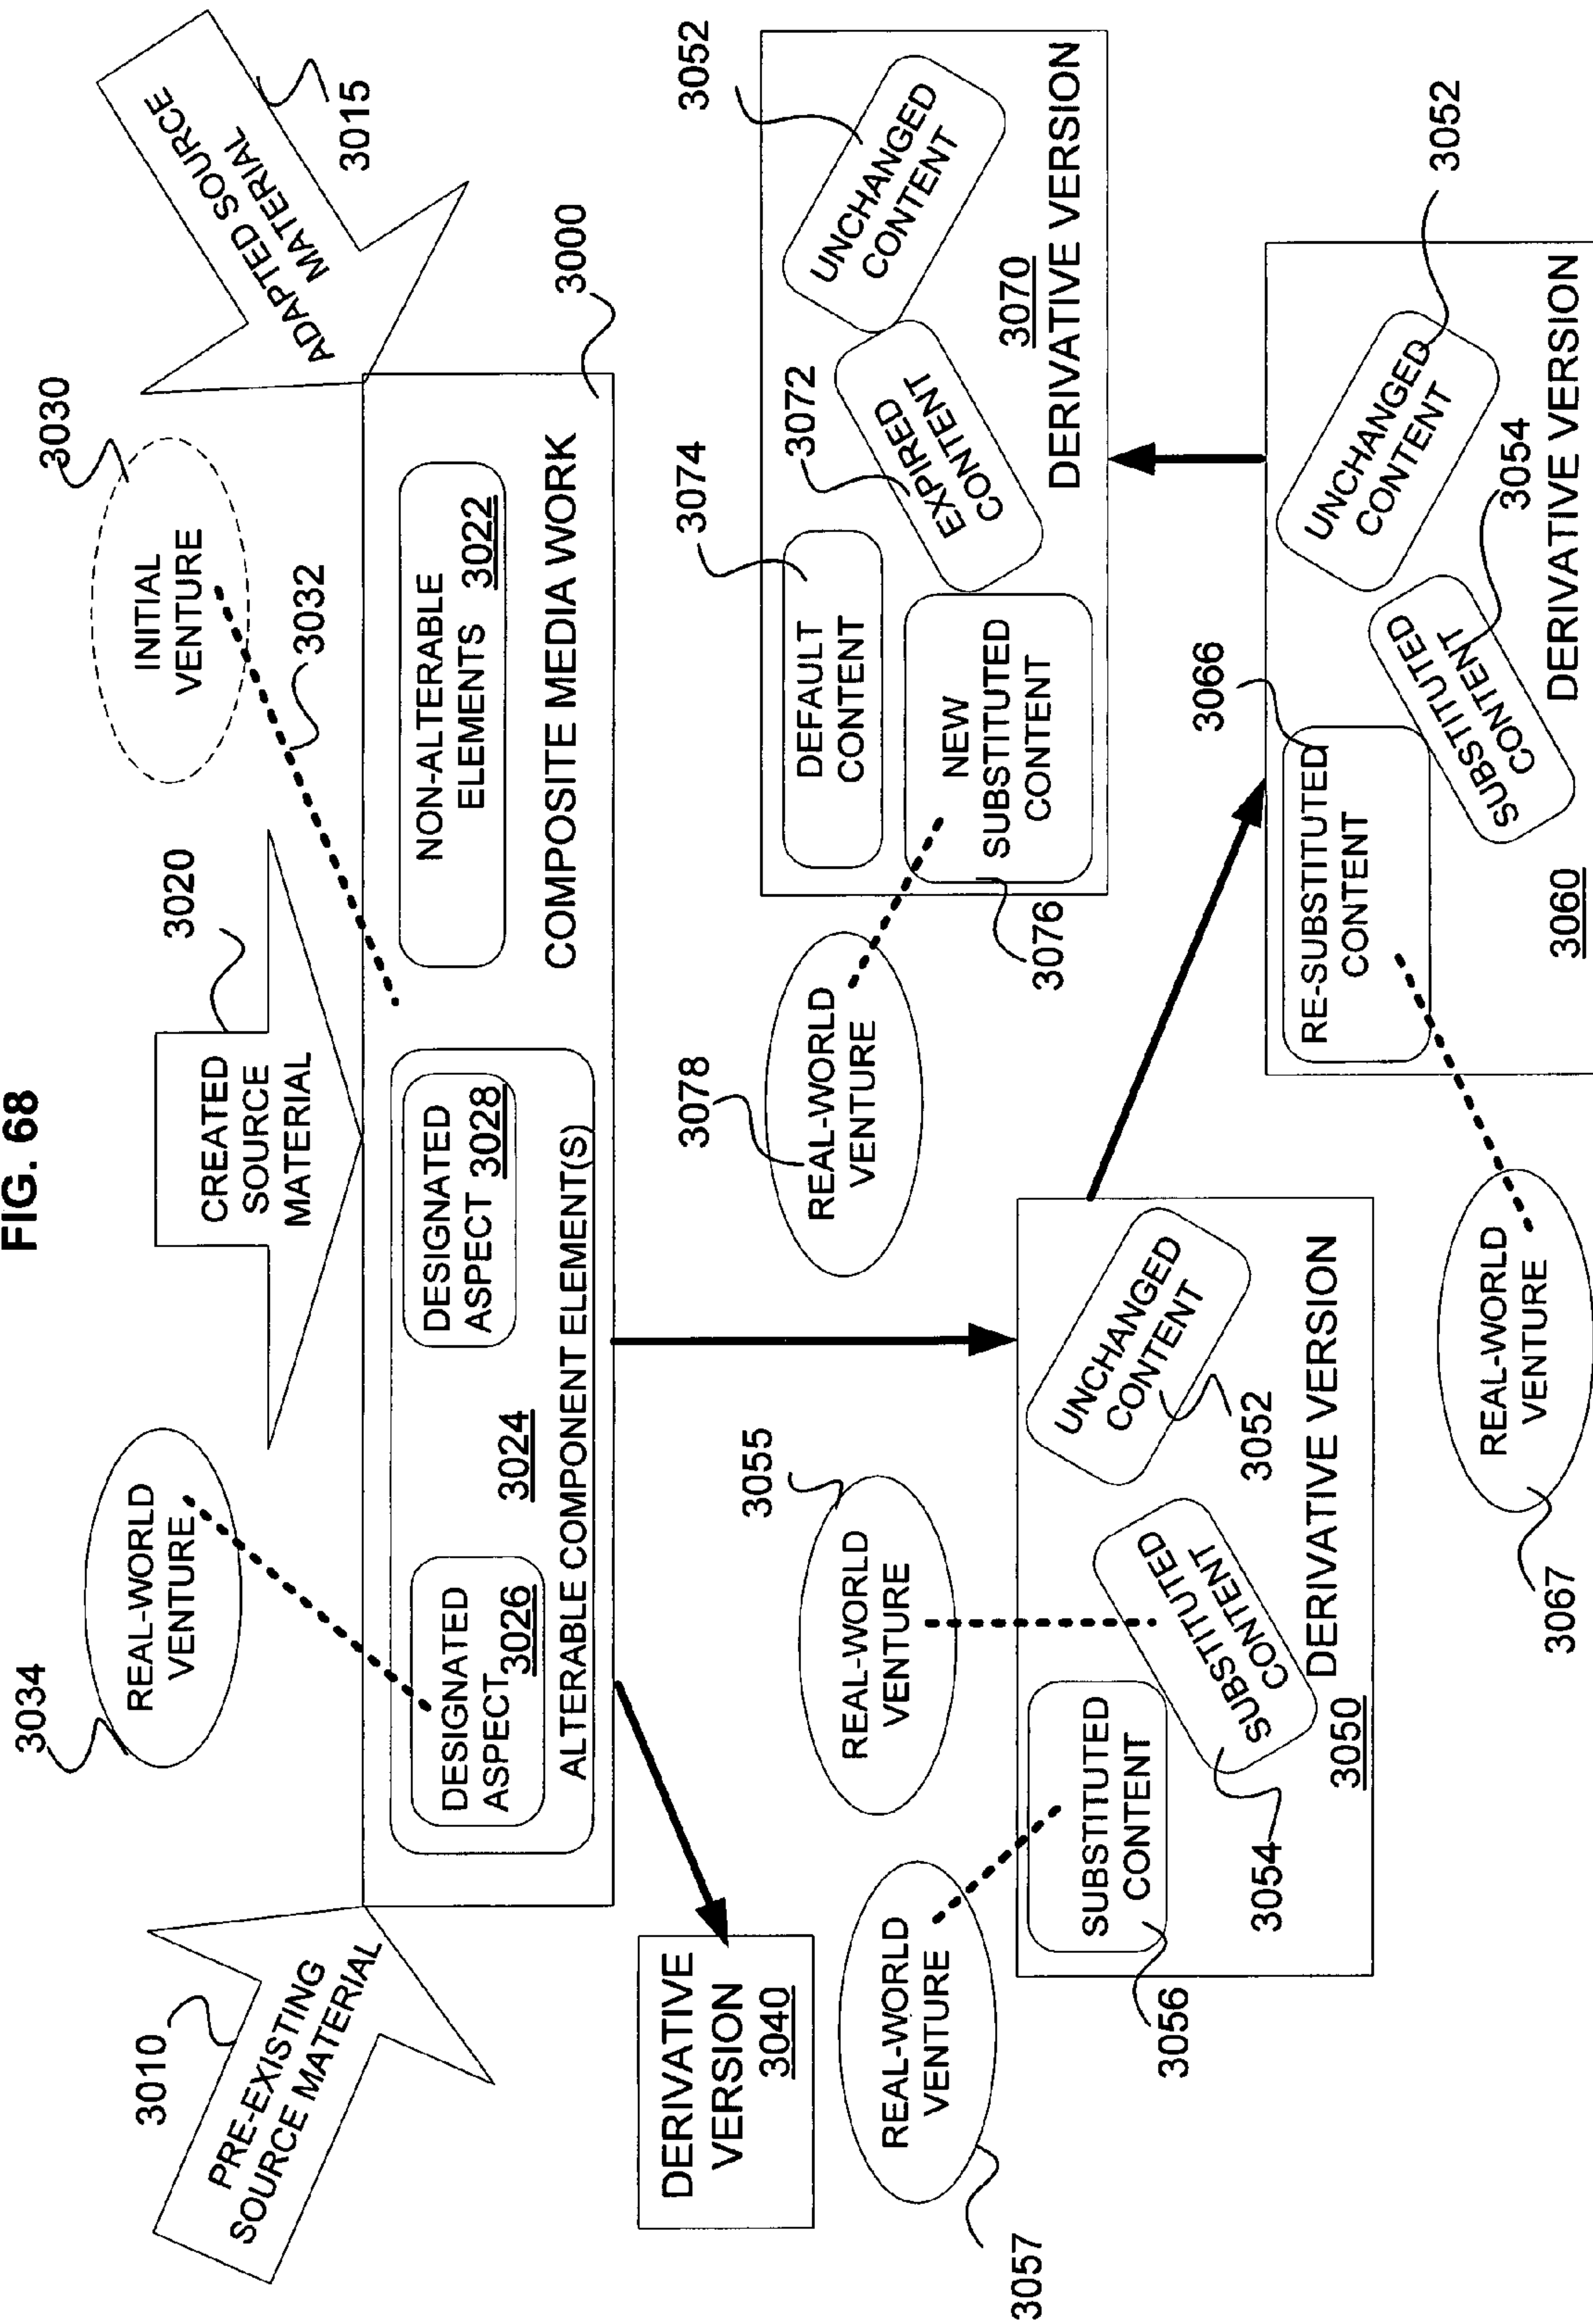 FIG. 68
3010
PRE-EXISTING
SOURCE MATERIAL
3034
REAL-WORLD
VENTURE
CREATED
SOURCE
MATERIAL
3020
INITIAL
VENTURE
3030
3032
ADAPTED SOURCE
MATERIAL
3015
3000
DESIGNATED
ASPECT 3026
3024
DESIGNATED
ASPECT 3028
ALTERABLE COMPONENT ELEMENT(S)
NON-ALTERABLE
ELEMENTS 3022
COMPOSITE MEDIA WORK
DERIVATIVE
VERSION
3040
REAL-WORLD
VENTURE
3057
REAL-WORLD
VENTURE
3055
SUBSTITUTED
CONTENT
3056
SUBSTITUTED
CONTENT
3054
UNCHANGED
CONTENT
3052
3050
DERIVATIVE VERSION
REAL-WORLD
VENTURE
3078
DEFAULT
CONTENT
3074
NEW
SUBSTITUTED
CONTENT
3076
EXPIRED
CONTENT
3072
UNCHANGED
CONTENT
3052
3070
DERIVATIVE VERSION
REAL-WORLD
VENTURE
3067
RE-SUBSTITUTED
CONTENT
3066
SUBSTITUTED
CONTENT
3054
UNCHANGED
CONTENT
3052
3060
DERIVATIVE VERSION